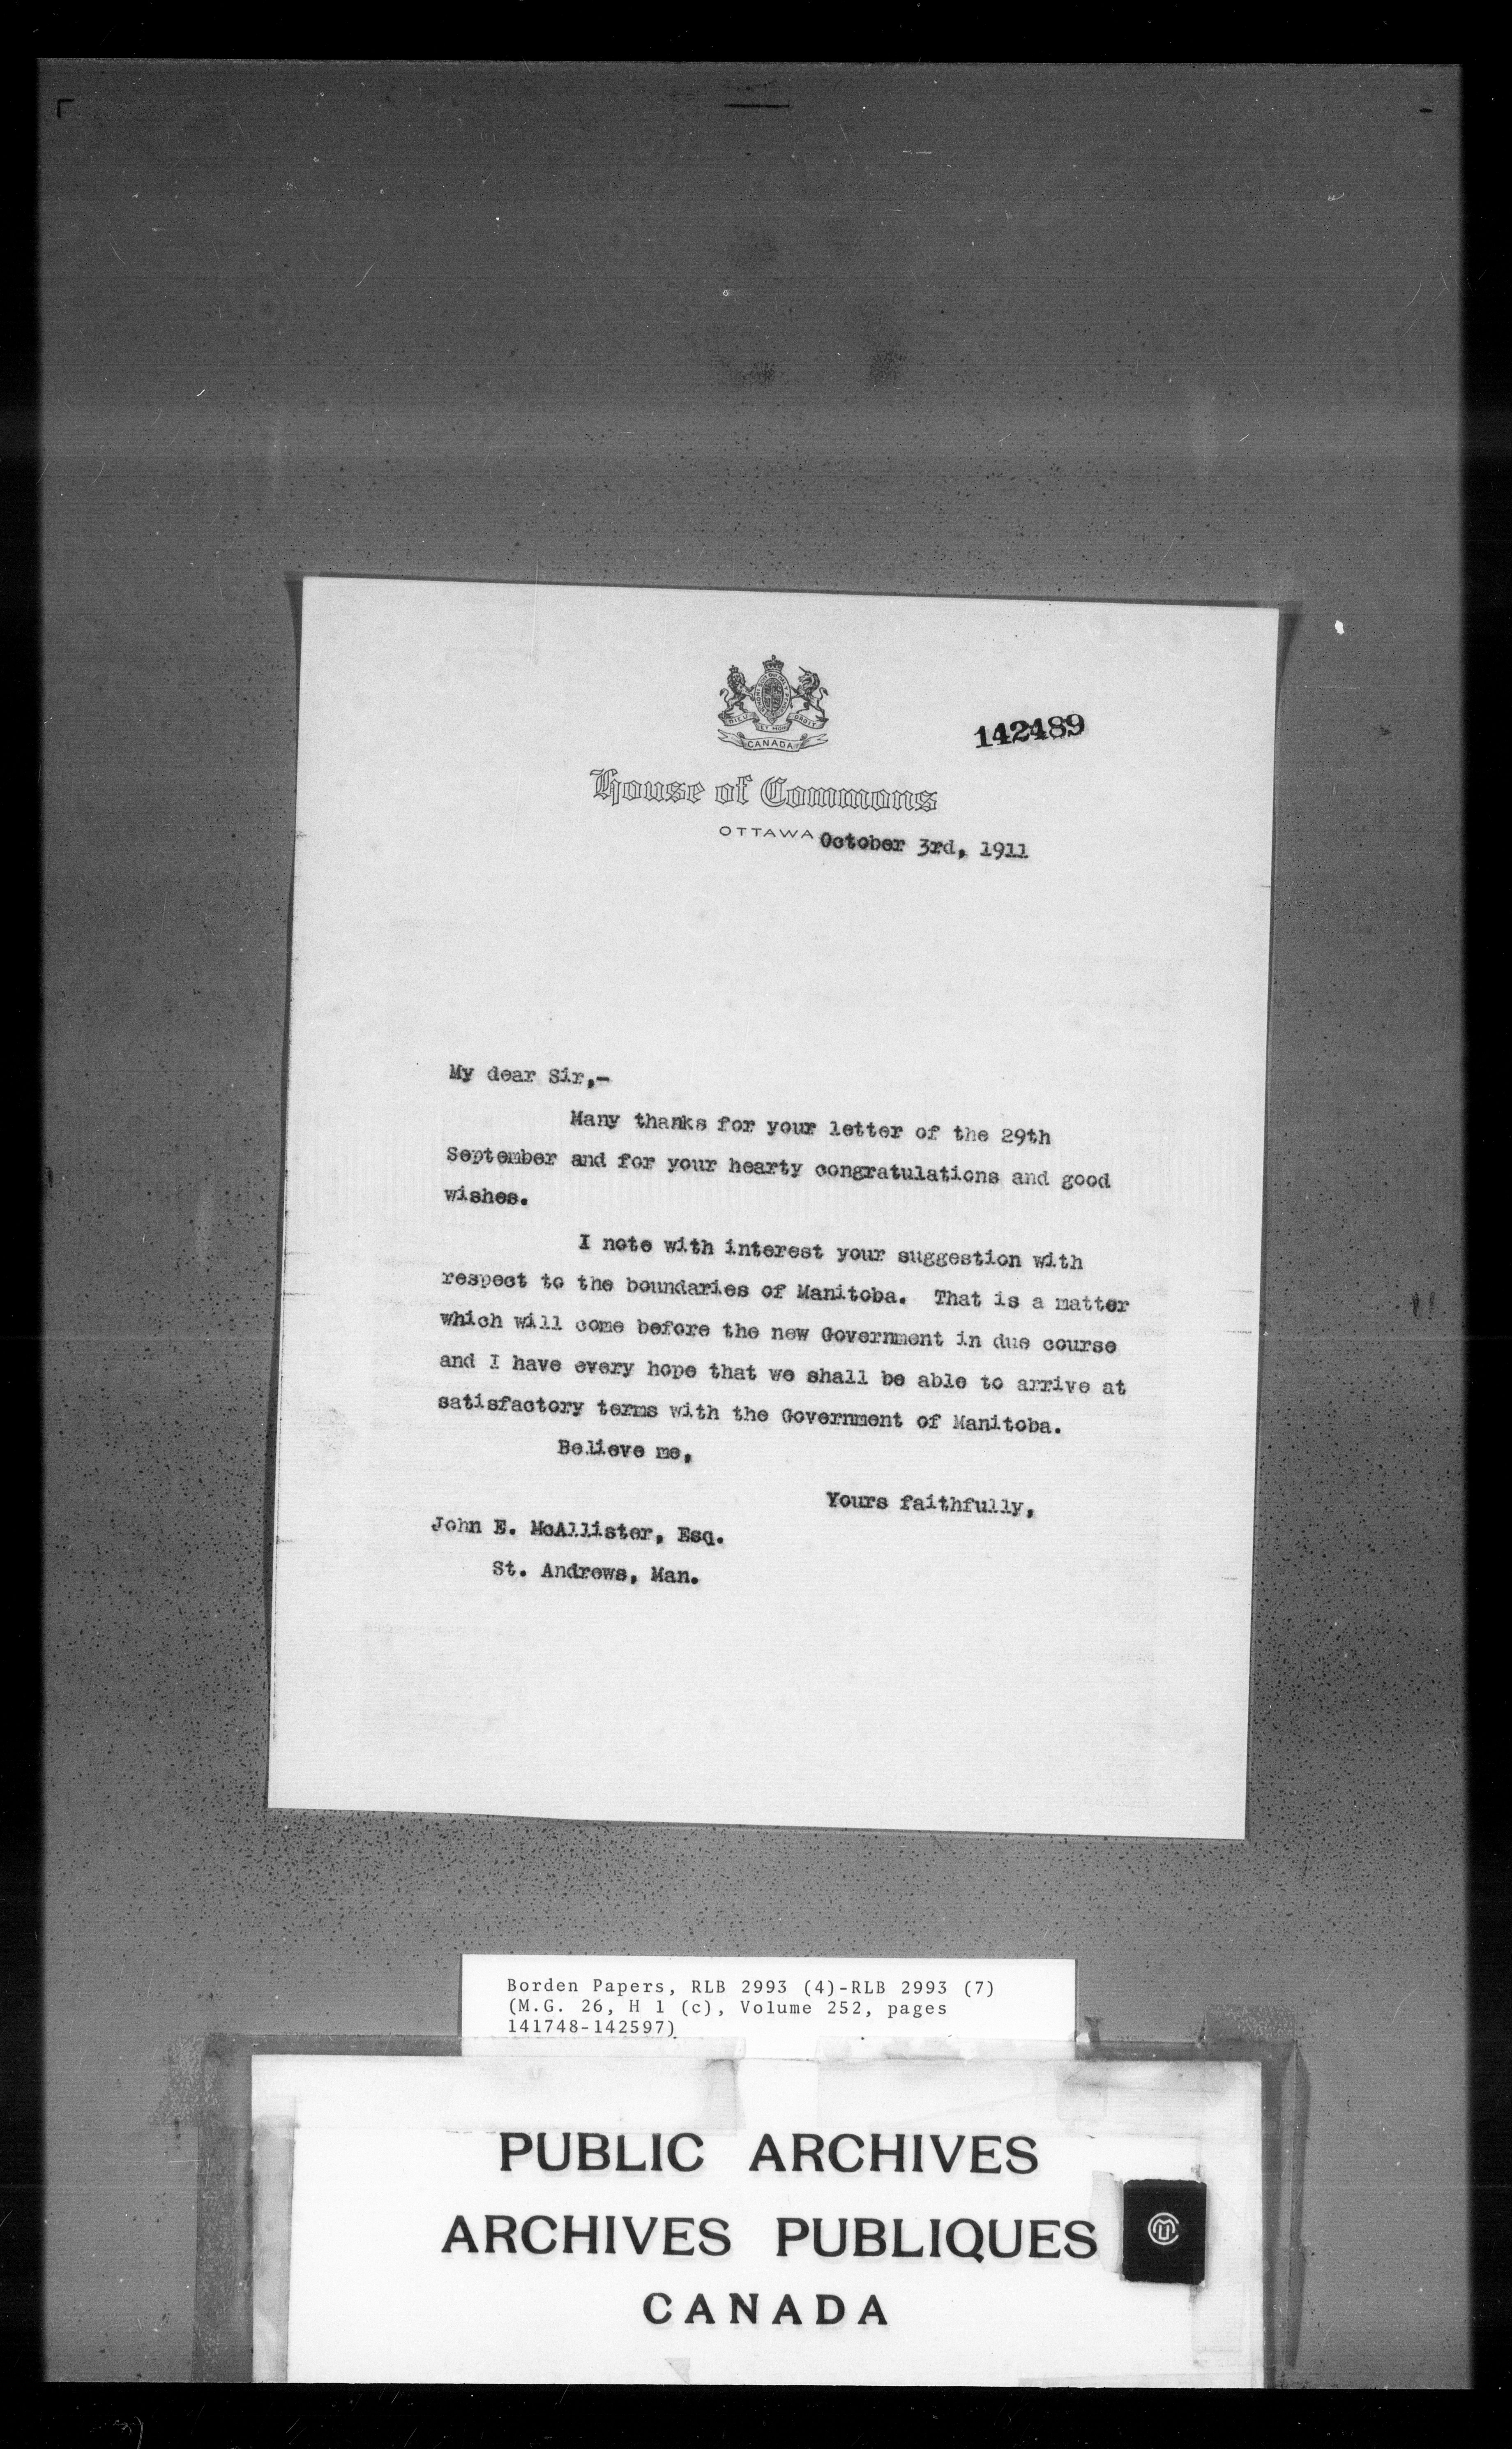 DIEU ET MON DROIT
CANADA
142489
House of Commons
OTTAWA October 3rd, 1911
My dear Sir,-
Many thanks for your letter of the 29th
September and for your hearty congratulations and good
wishes.
I note with interest your suggestion with
respect to the boundaries of Manitoba. That is a matter
which will come before the new Government in due course
and I have every hope that we shall be able to arrive at
satisfactory terms with the Government of Manitoba.
Believe me,
Yours faithfully,
John E. McAllister, Esq.
St. Andrews, Man.
Borden Papers, RLB 2993 (4)-RLB 2993 (7)
(M.G. 26, H 1 (c), Volume 252, pages
141748-142597)
PUBLIC ARCHIVES
ARCHIVES PUBLIQUES
CANADA